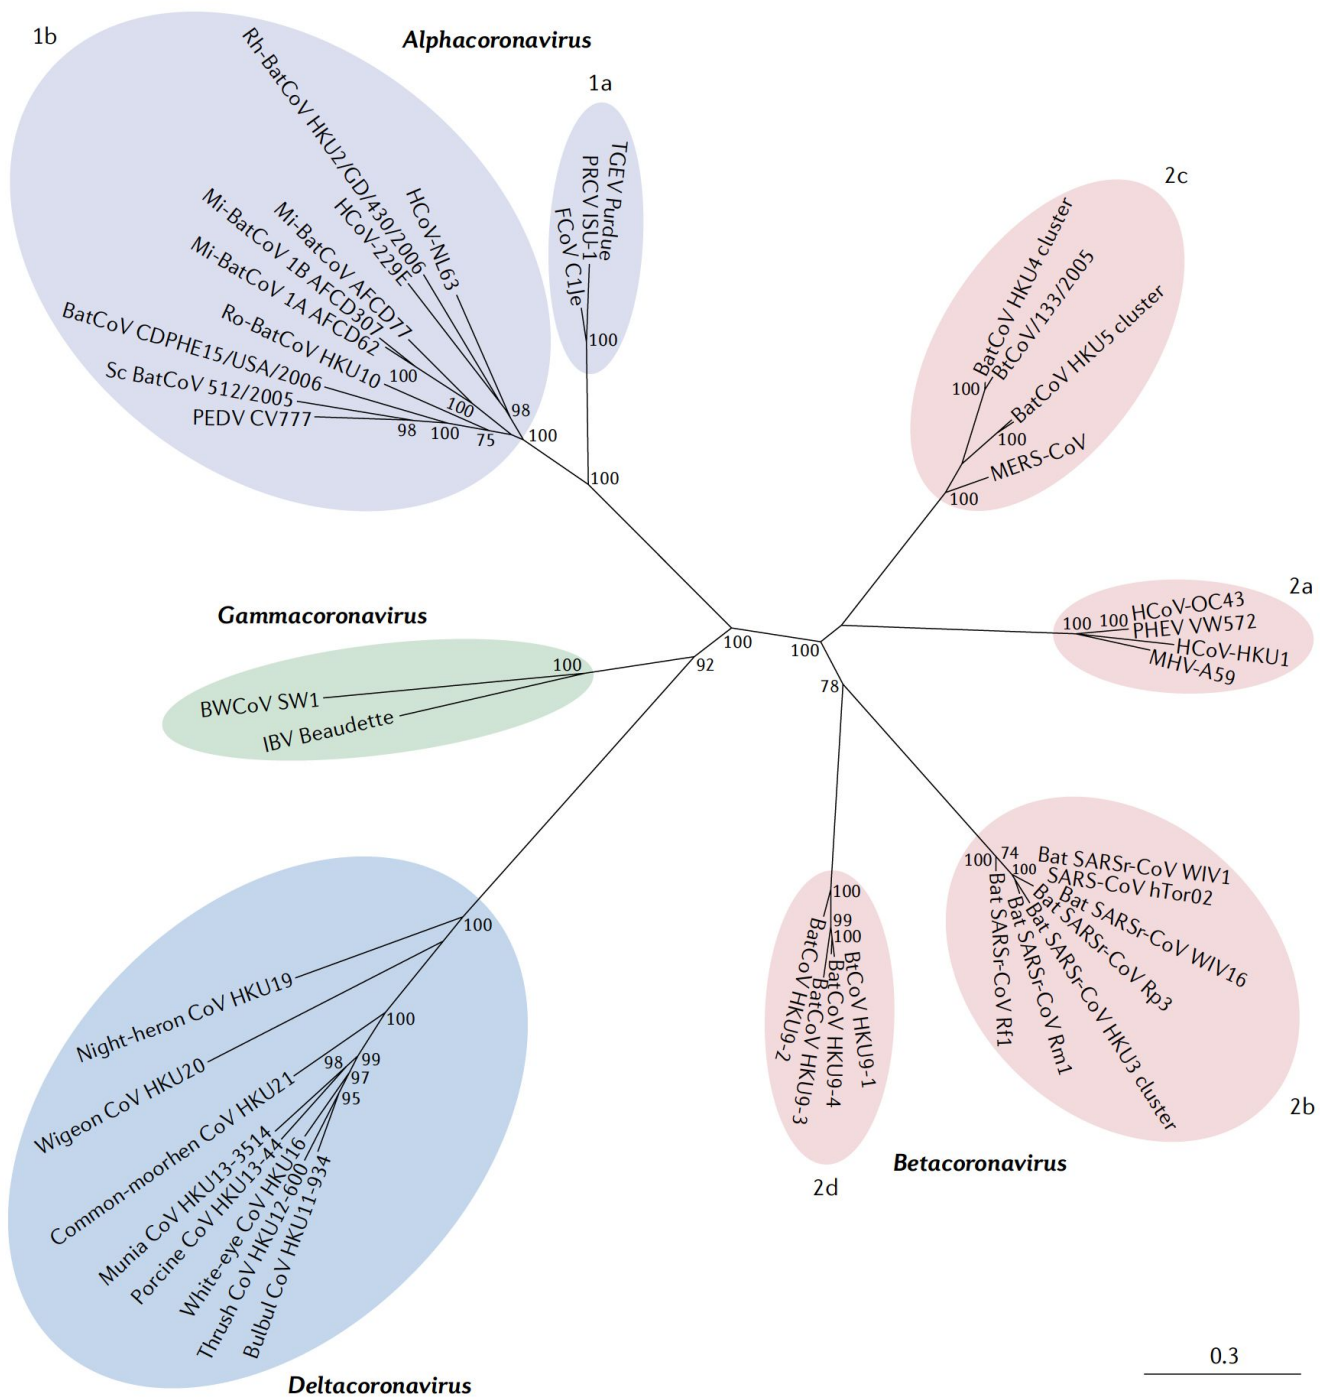 1b
Alphacoronavirus
1a
Rh-BatCoV HKU2/GD/430/2006
HCoV-NL63
HCoV-229E
Mi-BatCoV AFCD77
Mi-BatCoV 1B AFCD307
Mi-BatCoV 1A AFCD62
Ro-BatCoV HKU10
BatCoV CDPHE15/USA/2006
Sc BatCoV 512/2005
PEDV CV777
100
100
98
98
100
75
100
TGEV Purdue
PRCV ISU-1
FCoV C1Je
100
100
2c
BatCoV HKU4 cluster
BtCoV/133/2005
BatCoV HKU5 cluster
MERS-CoV
100
100
100
2a
HCoV-OC43
PHEV VW572
HCoV-HKU1
MHV-A59
100
100
Gammacoronavirus
100
BWCoV SW1
IBV Beaudette
100
92
100
78
100
74
100
Bat SARSr-CoV WIV1
SARS-CoV hTor02
Bat SARSr-CoV WIV16
Bat SARSr-CoV Rp3
Bat SARSr-CoV HKU3 cluster
Bat SARSr-CoV Rm1
Bat SARSr-CoV Rf1
2b
100
99
100
BtCoV HKU9-1
BatCoV HKU9-4
BatCoV HKU9-3
BatCoV HKU9-2
2d
Betacoronavirus
100
Night-heron CoV HKU19
Wigeon CoV HKU20
100
Common-moorhen CoV HKU21
98
99
97
95
Munia CoV HKU13-3514
Porcine CoV HKU13-44
White-eye CoV HKU16
Thrush CoV HKU12-600
Bulbul CoV HKU11-934
Deltacoronavirus
0.3